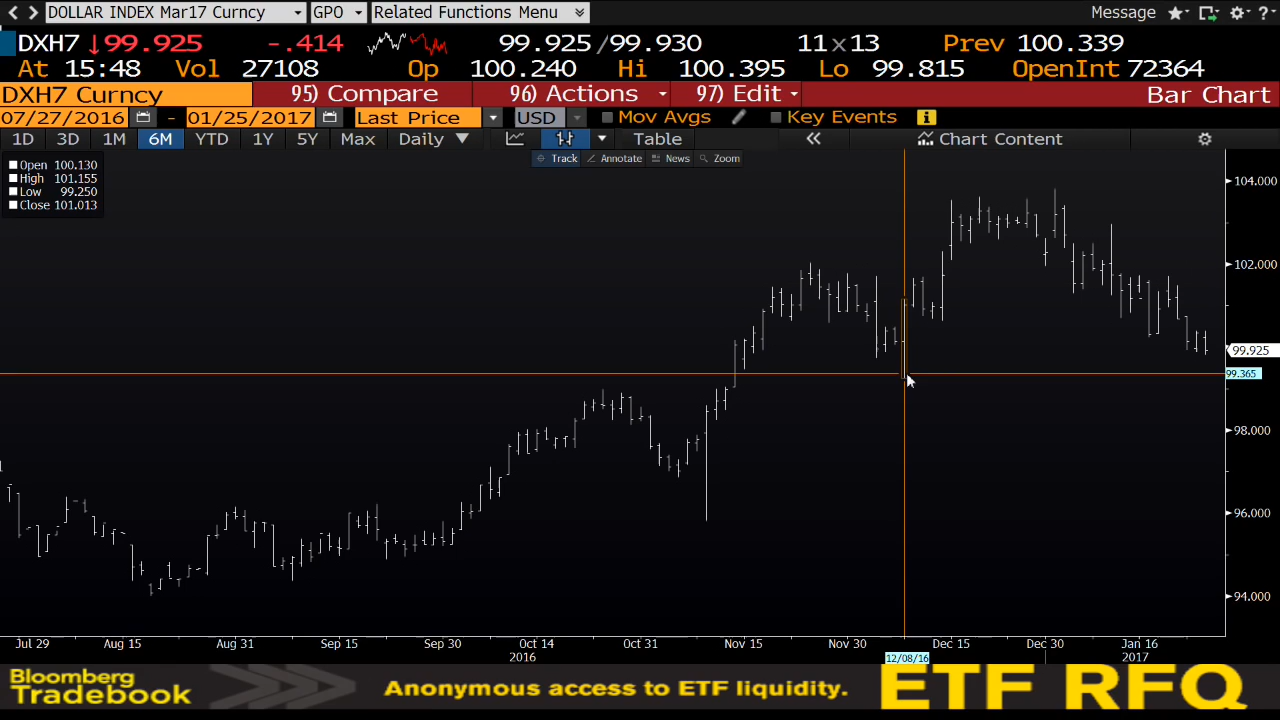 DOLLAR INDEX Mar17 Curncy GPO Related Functions Menu Message ?
DXH7 ↓99.925 -.414 99.925/99.930 11x13 Prev 100.339
At 15:48 Vol 27108 Op 100.240 Hi 100.395 Lo 99.815 OpenInt 72364
DXH7 Curncy 95) Compare 96) Actions 97) Edit Bar Chart
07/27/2016 - 01/25/2017 Last Price USD Mov Avgs Key Events i
1D 3D 1M 6M YTD 1Y 5Y Max Daily ▼ Table « Chart Content
Track Annotate News Zoom
Open 100.130
High 101.155
Low 99.250
Close 101.013
104.000
102.000
99.925
99.365
98.000
96.000
94.000
Jul 29 Aug 15 Aug 31 Sep 15 Sep 30 Oct 14 Oct 31 Nov 15 Nov 30 Dec 15 Dec 30 Jan 16
2016 12/08/16 2017
Bloomberg
Tradebook
Anonymous access to ETF liquidity.
ETF RFQ